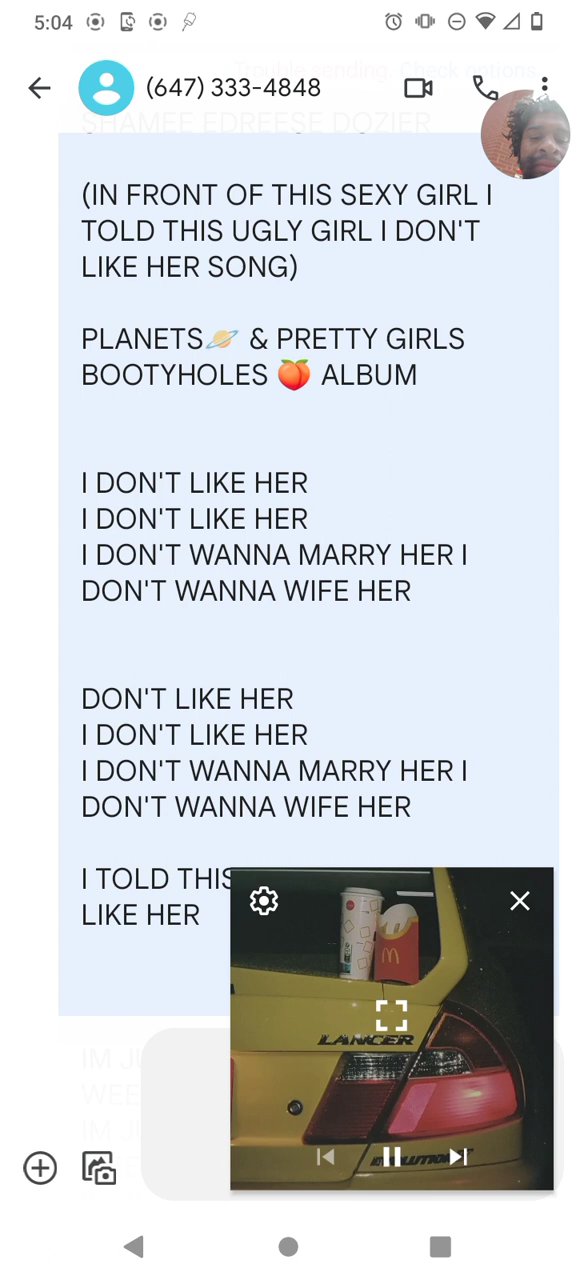 5:04
Trouble sending. Check options.
(647) 333-4848
SHAMEE EDREESE DOZIER
(IN FRONT OF THIS SEXY GIRL I
TOLD THIS UGLY GIRL I DON'T
LIKE HER SONG)
PLANETS🪐 & PRETTY GIRLS
BOOTYHOLES 🍑 ALBUM
I DON'T LIKE HER
I DON'T LIKE HER
I DON'T WANNA MARRY HER I
DON'T WANNA WIFE HER
DON'T LIKE HER
I DON'T LIKE HER
I DON'T WANNA MARRY HER I
DON'T WANNA WIFE HER
I TOLD THIS
LIKE HER
LANCER
IM JU
WEE
IM JU